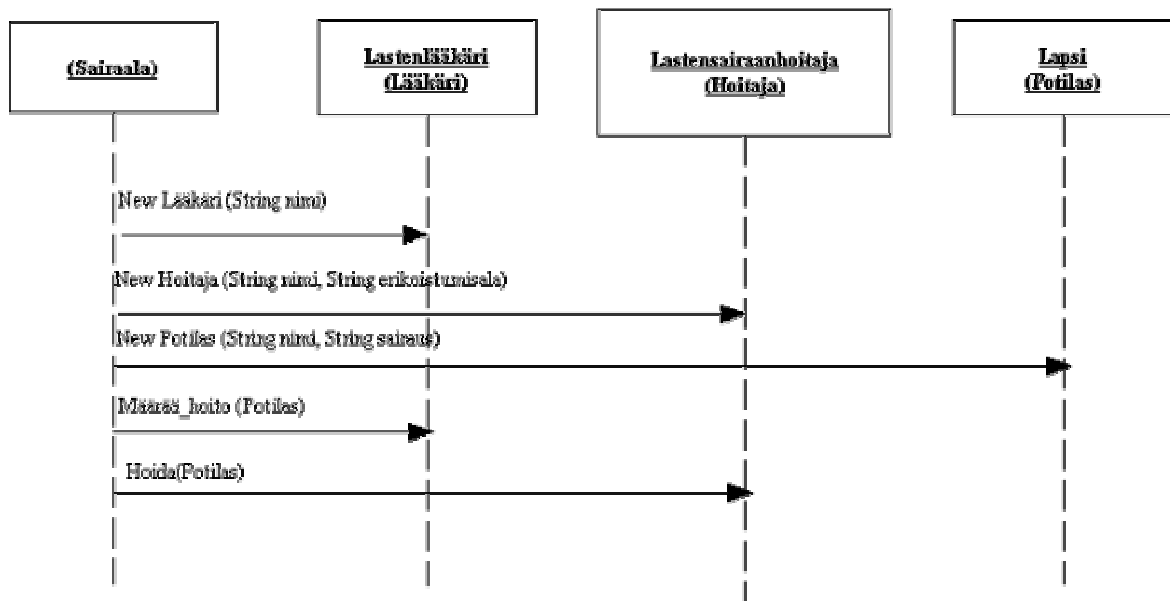 (Sairaala)
Lastenlääkäri
(Lääkäri)
Lastensairaanhoitaja
(Hoitaja)
Lapsi
(Potilas)
New Lääkäri (String nimi)
New Hoitaja (String nimi, String erikoistumisala)
New Potilas (String nimi, String sairaus)
Määrää_hoito (Potilas)
Hoida(Potilas)